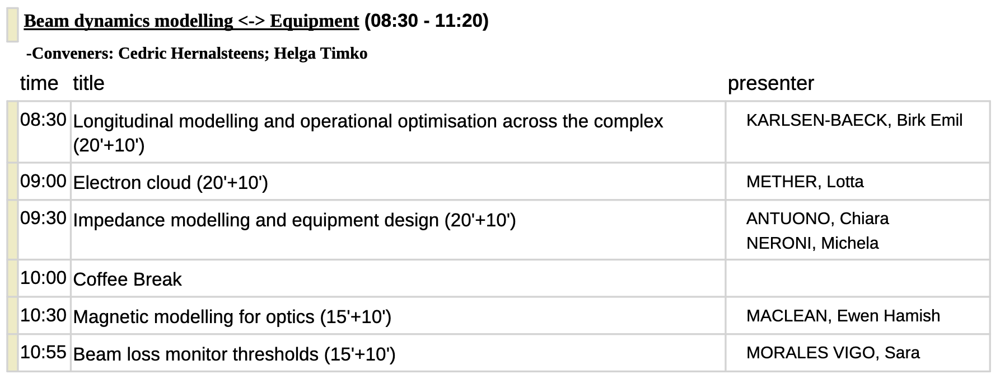 Beam dynamics modelling <-> Equipment (08:30 - 11:20)
-Conveners: Cedric Hernalsteens; Helga Timko
time title presenter
08:30 Longitudinal modelling and operational optimisation across the complex KARLSEN-BAECK, Birk Emil
(20'+10')
09:00 Electron cloud (20'+10') METHER, Lotta
09:30 Impedance modelling and equipment design (20'+10') ANTUONO, Chiara
NERONI, Michela
10:00 Coffee Break
10:30 Magnetic modelling for optics (15'+10') MACLEAN, Ewen Hamish
10:55 Beam loss monitor thresholds (15'+10') MORALES VIGO, Sara